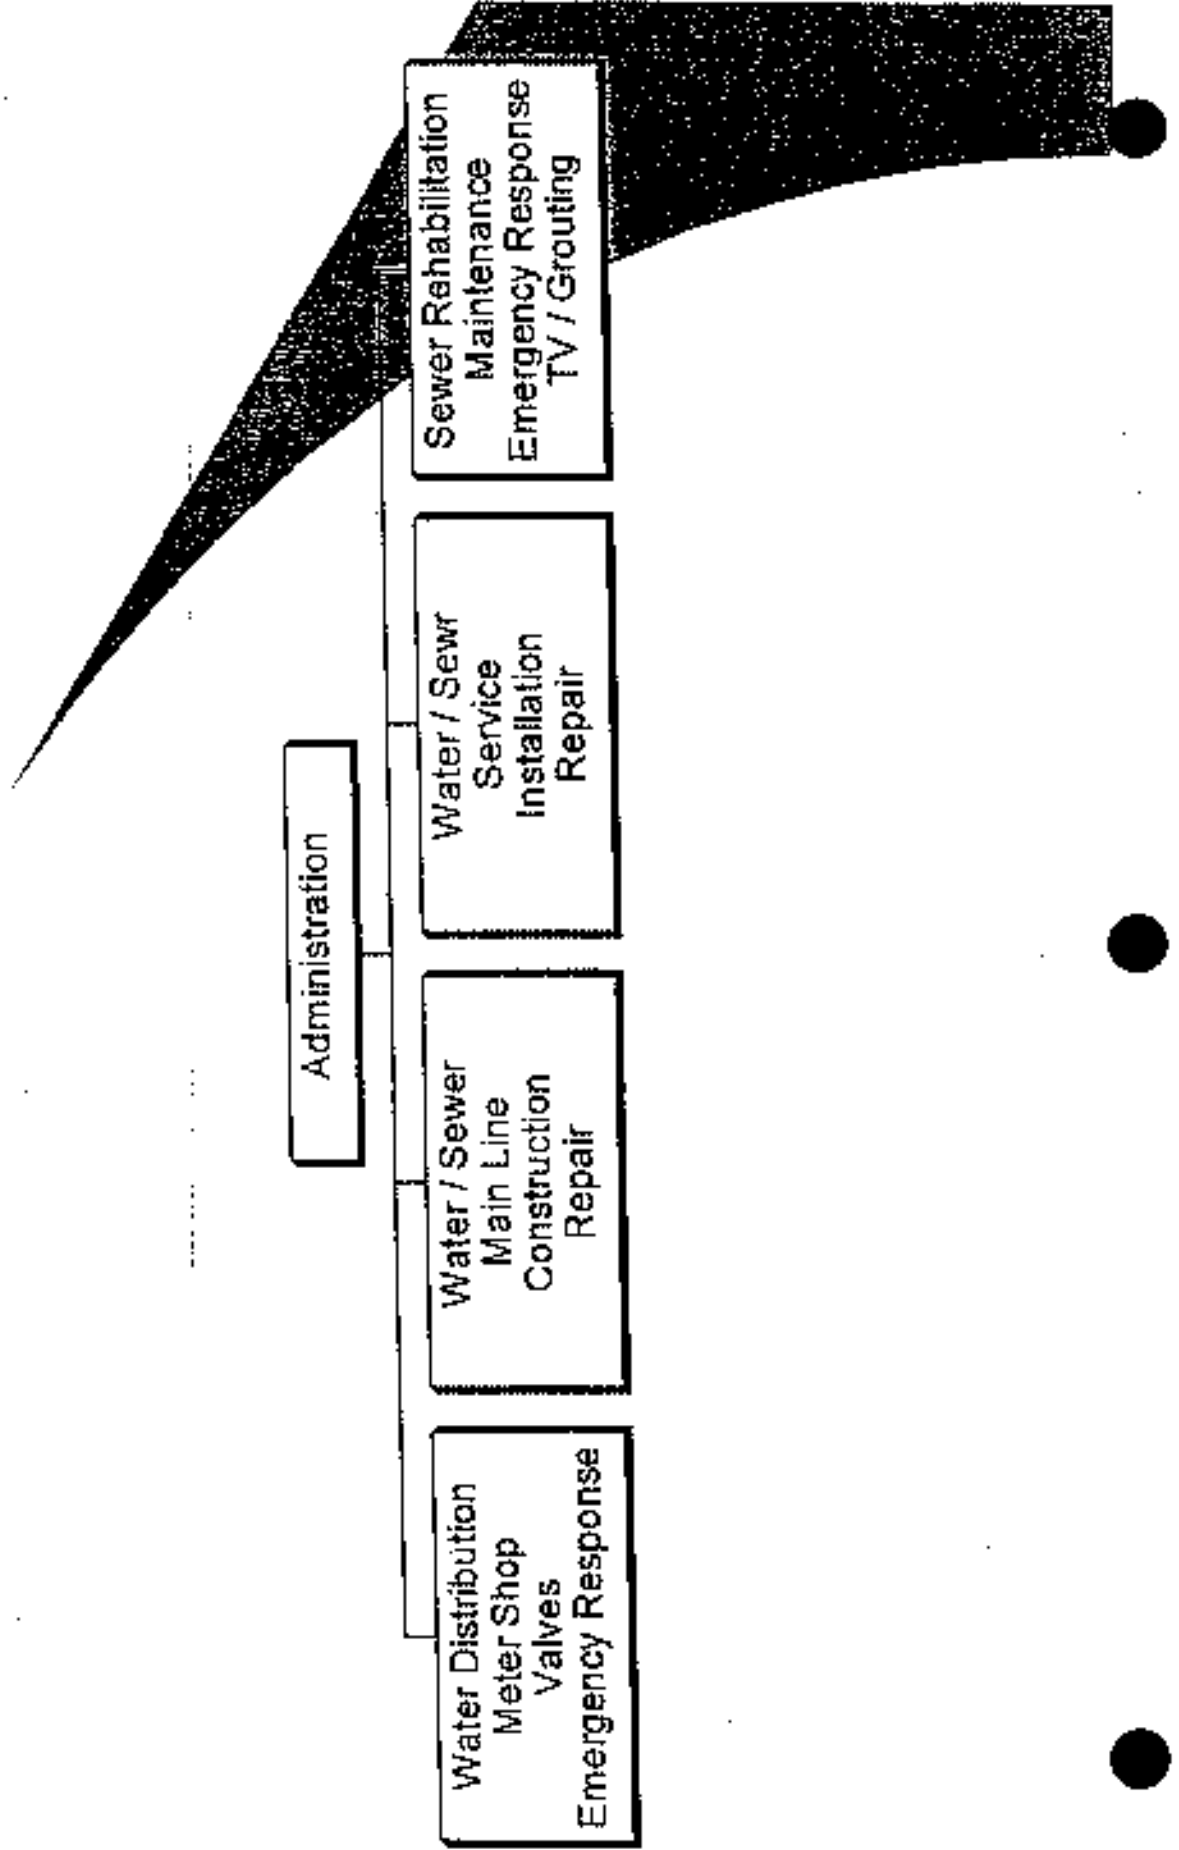 Administration
Water Distribution
Meter Shop
Valves
Emergency Response
Water / Sewer
Main Line
Construction
Repair
Water / Sewr
Service
Installation
Repair
Sewer Rehabilitation
Maintenance
Emergency Response
TV / Grouting